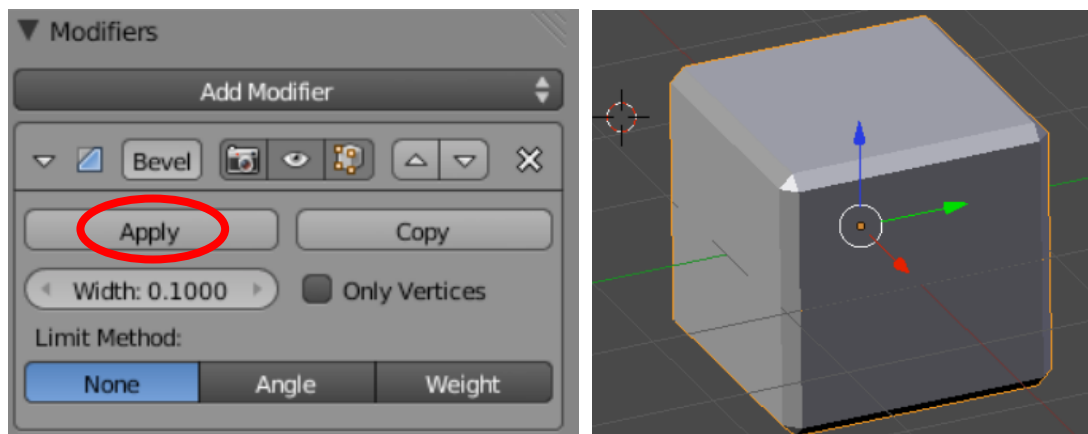 Modifiers
Add Modifier
Bevel
Apply Copy
Width: 0.1000 Only Vertices
Limit Method:
None Angle Weight